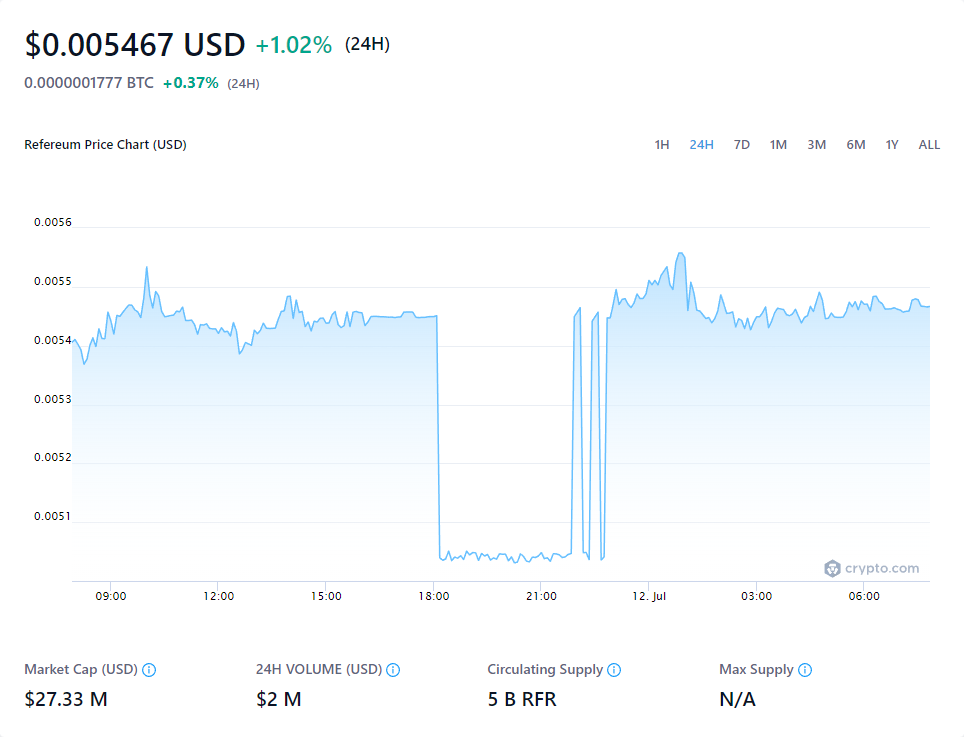 $0.005467 USD +1.02% (24H)
0.0000001777 BTC +0.37% (24H)
Refereum Price Chart (USD) 1H 24H 7D 1M 3M 6M 1Y ALL
0.0056
0.0055
0.0054
0.0053
0.0052
0.0051
crypto.com
09:00 12:00 15:00 18:00 21:00 12. Jul 03:00 06:00
Market Cap (USD) 24H VOLUME (USD) Circulating Supply Max Supply
$27.33 M $2 M 5 B RFR N/A